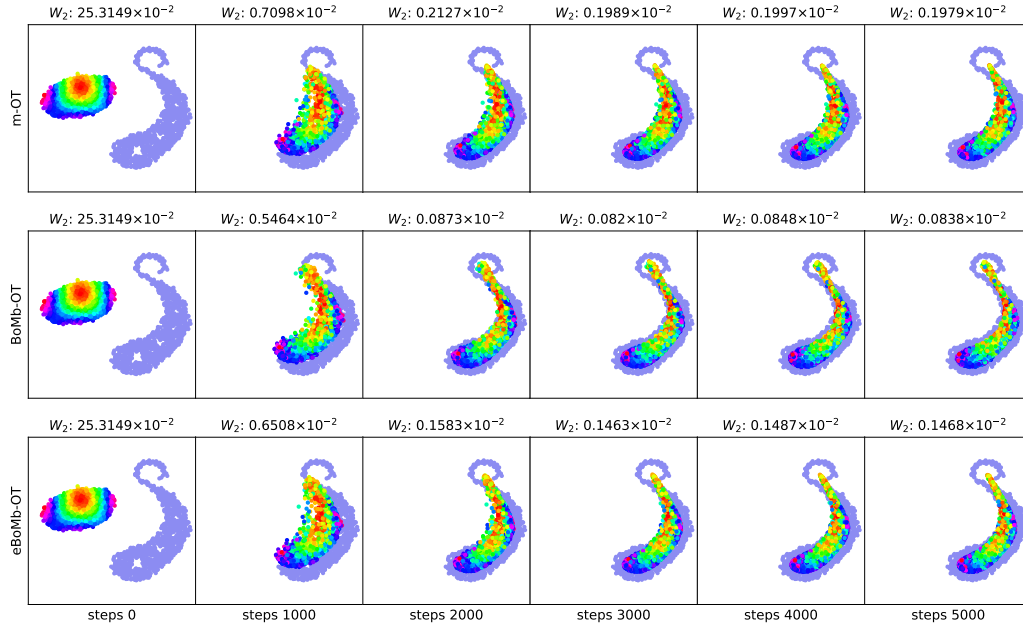 W₂: 25.3149×10⁻² W₂: 0.7098×10⁻² W₂: 0.2127×10⁻² W₂: 0.1989×10⁻² W₂: 0.1997×10⁻² W₂: 0.1979×10⁻²
m-OT
W₂: 25.3149×10⁻² W₂: 0.5464×10⁻² W₂: 0.0873×10⁻² W₂: 0.082×10⁻² W₂: 0.0848×10⁻² W₂: 0.0838×10⁻²
BoMb-OT
W₂: 25.3149×10⁻² W₂: 0.6508×10⁻² W₂: 0.1583×10⁻² W₂: 0.1463×10⁻² W₂: 0.1487×10⁻² W₂: 0.1468×10⁻²
eBoMb-OT
steps 0 steps 1000 steps 2000 steps 3000 steps 4000 steps 5000